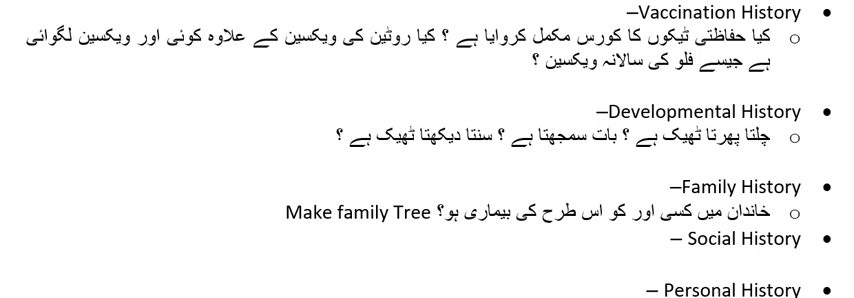 • Vaccination History–
o کیا حفاظتی ٹیکوں کا کورس مکمل کروایا ہے ؟ کیا روٹین کی ویکسین کے علاوہ کوئی اور ویکسین لگوائی
ہے جیسے فلو کی سالانہ ویکسین ؟
• Developmental History–
o چلتا پھرتا ٹھیک ہے ؟ بات سمجھتا ہے ؟ سنتا دیکھتا ٹھیک ہے ؟
• Family History–
o خاندان میں کسی اور کو اس طرح کی بیماری ہو؟ Make family Tree
• Social History –
• Personal History –